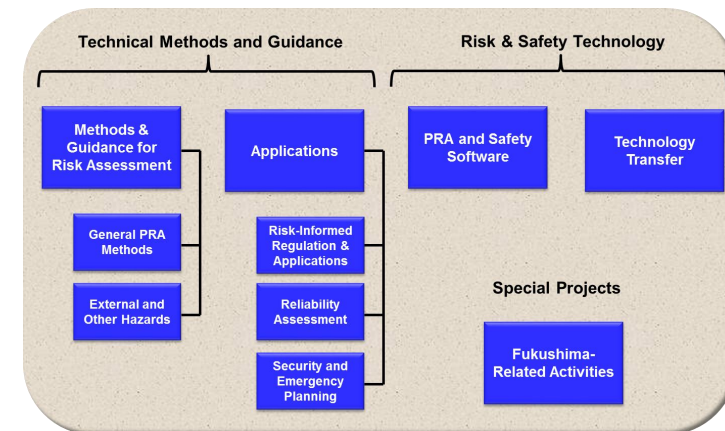 Technical Methods and Guidance
Risk & Safety Technology
Methods &
Guidance for
Risk Assessment
Applications
PRA and Safety
Software
Technology
Transfer
General PRA
Methods
External and
Other Hazards
Risk-Informed
Regulation &
Applications
Reliability
Assessment
Security and
Emergency
Planning
Special Projects
Fukushima-
Related Activities